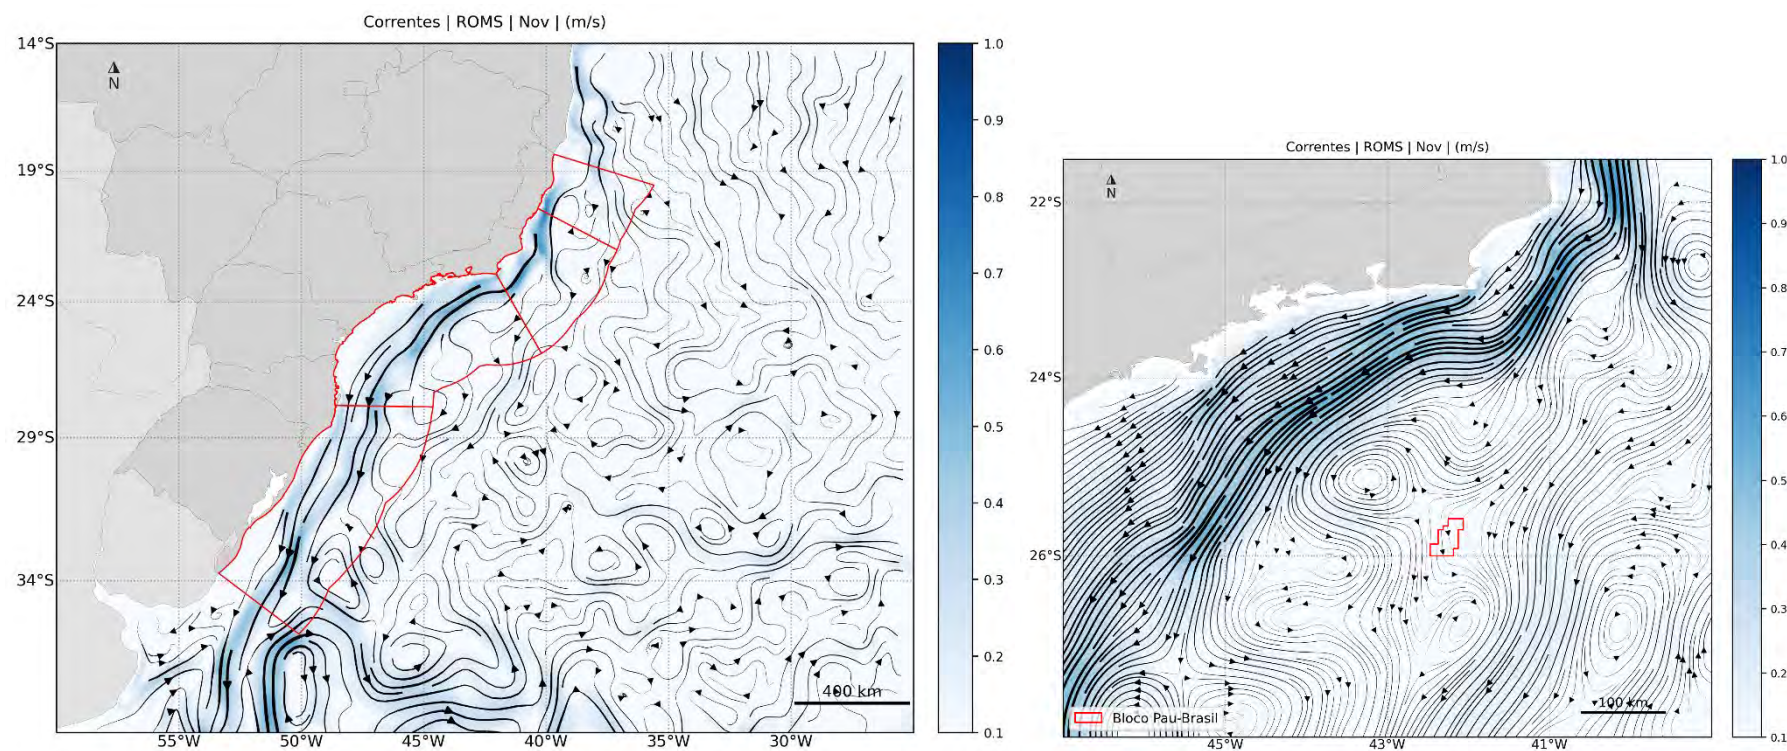 Correntes | ROMS | Nov | (m/s)
14°S
19°S
24°S
29°S
34°S
N
400 km
55°W
50°W
45°W
40°W
35°W
30°W
1.0
0.9
0.8
0.7
0.6
0.5
0.4
0.3
0.2
0.1
Correntes | ROMS | Nov | (m/s)
22°S
24°S
26°S
N
Bloco Pau-Brasil
100 km
45°W
43°W
41°W
1.0
0.9
0.8
0.7
0.6
0.5
0.4
0.3
0.2
0.1